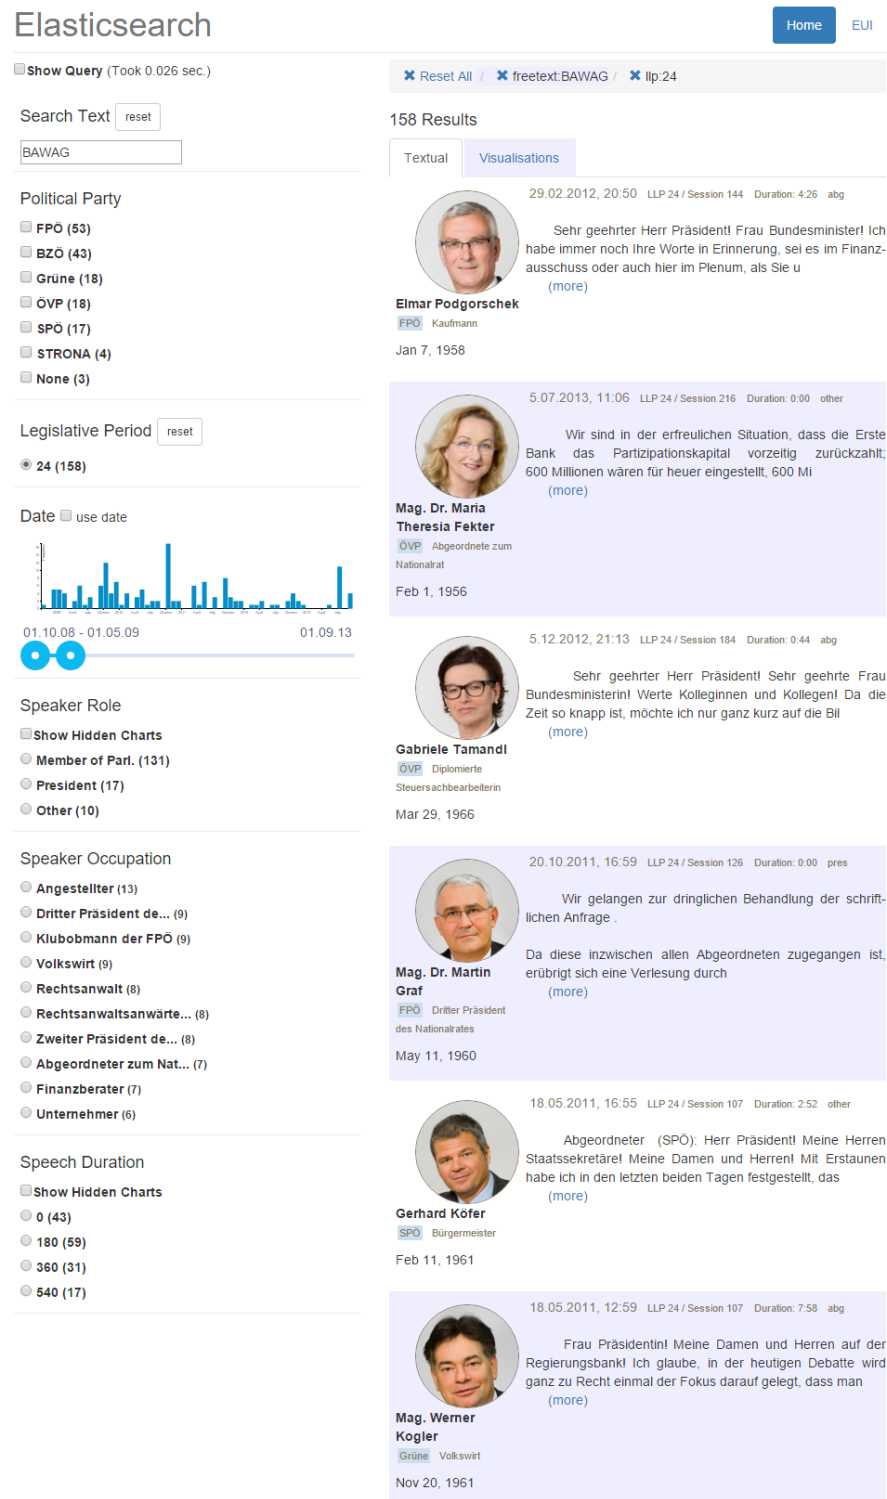 Elasticsearch
Home
EUI
Show Query (Took 0.026 sec.)
Search Text reset
BAWAG
Political Party
FPÖ (53)
BZÖ (43)
Grüne (18)
ÖVP (18)
SPÖ (17)
STRONA (4)
None (3)
Legislative Period reset
24 (158)
Date use date
01.10.08 - 01.05.09
01.09.13
Speaker Role
Show Hidden Charts
Member of Parl. (131)
President (17)
Other (10)
Speaker Occupation
Angestellter (13)
Dritter Präsident de... (9)
Klubobmann der FPÖ (9)
Volkswirt (9)
Rechtsanwalt (8)
Rechtsanwaltsanwärte... (8)
Zweiter Präsident de... (8)
Abgeordneter zum Nat... (7)
Finanzberater (7)
Unternehmer (6)
Speech Duration
Show Hidden Charts
0 (43)
180 (59)
360 (31)
540 (17)
Reset All / freetext:BAWAG / llp:24
158 Results
Textual
Visualisations
29.02.2012, 20:50 LLP 24 / Session 144 Duration: 4:26 abg
Sehr geehrter Herr Präsident! Frau Bundesminister! Ich
habe immer noch Ihre Worte in Erinnerung, sei es im Finanz-
ausschuss oder auch hier im Plenum, als Sie u
(more)
Elmar Podgorschek
FPÖ Kaufmann
Jan 7, 1958
5.07.2013, 11:06 LLP 24 / Session 216 Duration: 0:00 other
Wir sind in der erfreulichen Situation, dass die Erste
Bank das Partizipationskapital vorzeitig zurückzahlt;
600 Millionen wären für heuer eingestellt, 600 Mi
(more)
Mag. Dr. Maria
Theresia Fekter
ÖVP Abgeordnete zum
Nationalrat
Feb 1, 1956
5.12.2012, 21:13 LLP 24 / Session 184 Duration: 0:44 abg
Sehr geehrter Herr Präsident! Sehr geehrte Frau
Bundesministerin! Werte Kolleginnen und Kollegen! Da die
Zeit so knapp ist, möchte ich nur ganz kurz auf die Bil
(more)
Gabriele Tamandl
ÖVP Diplomierte
Steuersachbearbeiterin
Mar 29, 1966
20.10.2011, 16:59 LLP 24 / Session 126 Duration: 0:00 pres
Wir gelangen zur dringlichen Behandlung der schrift-
lichen Anfrage .
Da diese inzwischen allen Abgeordneten zugegangen ist,
erübrigt sich eine Verlesung durch
(more)
Mag. Dr. Martin
Graf
FPÖ Dritter Präsident
des Nationalrates
May 11, 1960
18.05.2011, 16:55 LLP 24 / Session 107 Duration: 2:52 other
Abgeordneter (SPÖ): Herr Präsident! Meine Herren
Staatssekretäre! Meine Damen und Herren! Mit Erstaunen
habe ich in den letzten beiden Tagen festgestellt, das
(more)
Gerhard Köfer
SPÖ Bürgermeister
Feb 11, 1961
18.05.2011, 12:59 LLP 24 / Session 107 Duration: 7:58 abg
Frau Präsidentin! Meine Damen und Herren auf der
Regierungsbank! Ich glaube, in der heutigen Debatte wird
ganz zu Recht einmal der Fokus darauf gelegt, dass man
(more)
Mag. Werner
Kogler
Grüne Volkswirt
Nov 20, 1961